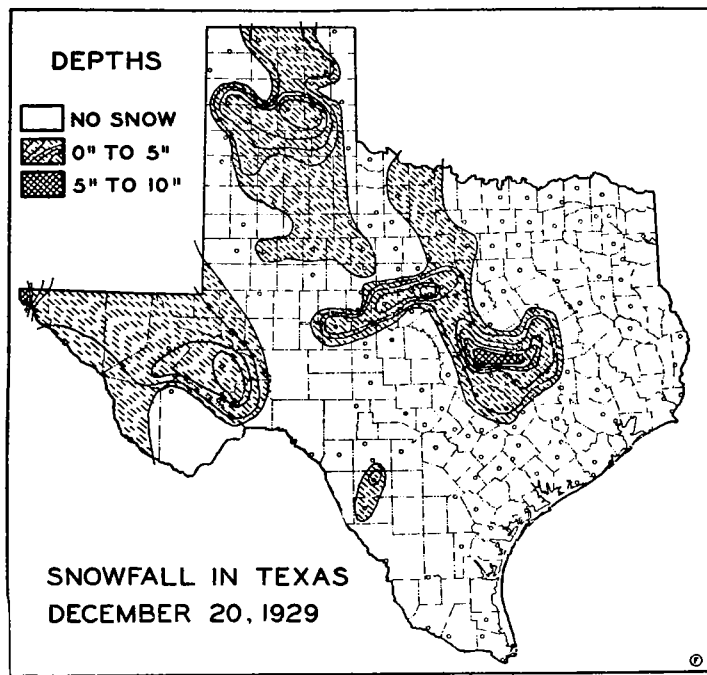 DEPTHS
NO SNOW
0" TO 5"
5" TO 10"
SNOWFALL IN TEXAS
DECEMBER 20, 1929